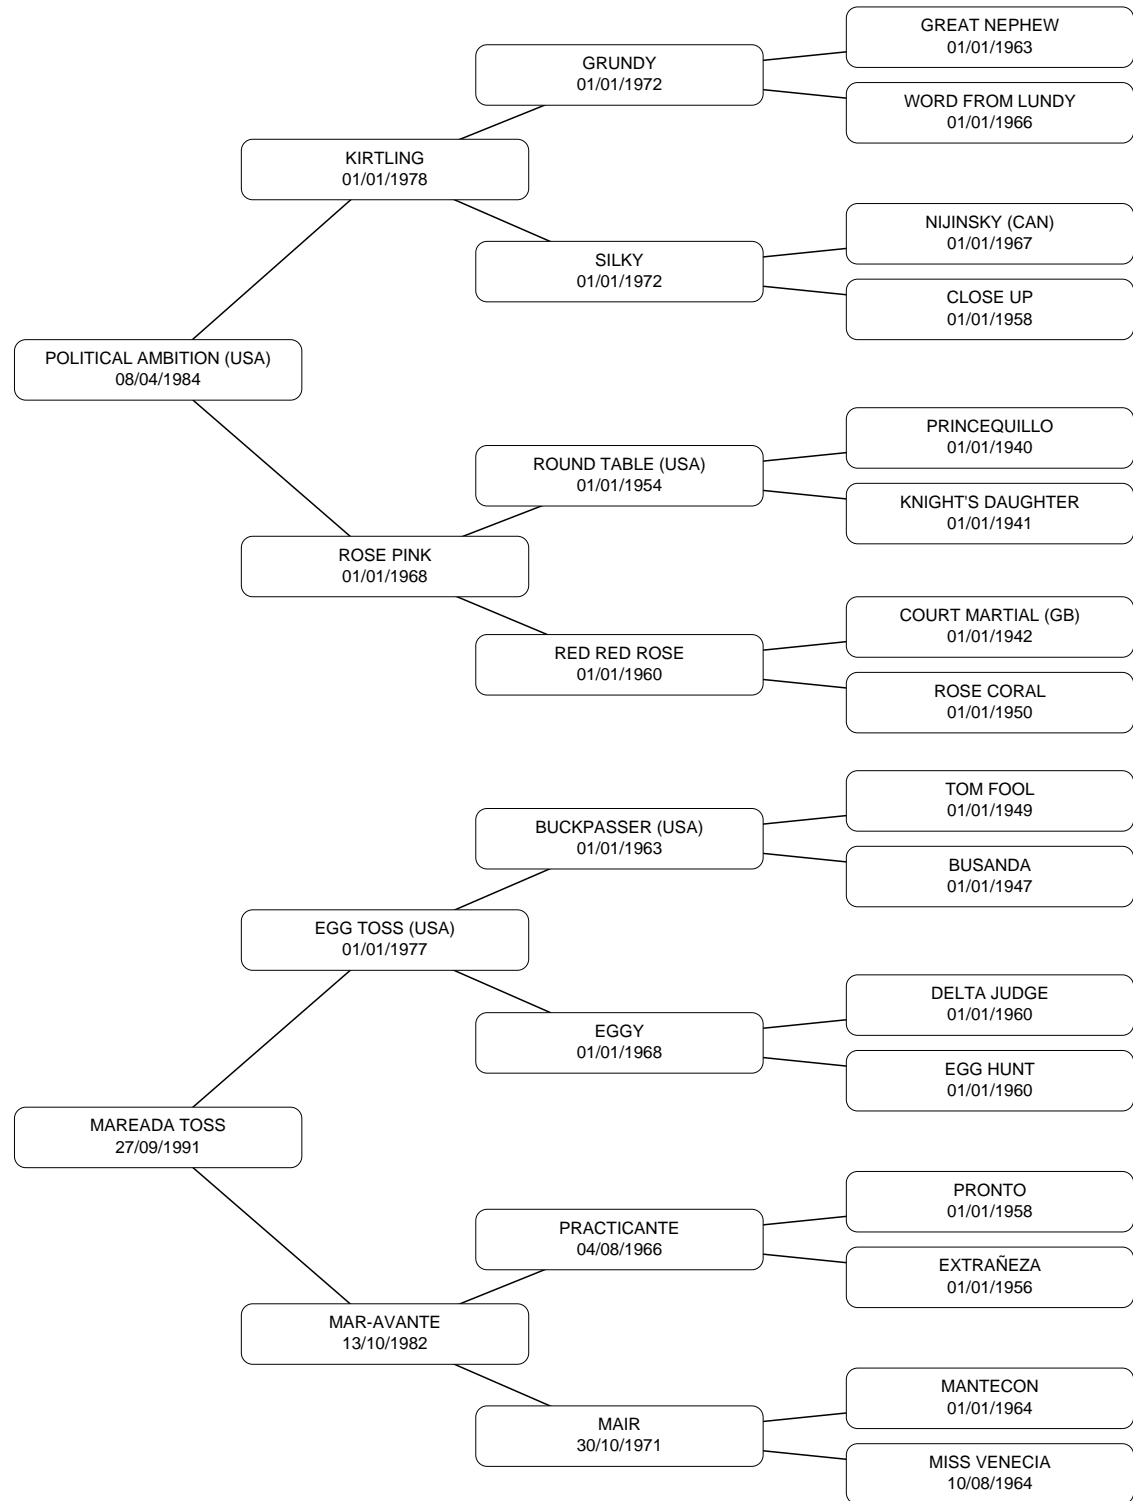 GREAT NEPHEW
01/01/1963
GRUNDY
01/01/1972
WORD FROM LUNDY
01/01/1966
KIRTLING
01/01/1978
NIJINSKY (CAN)
01/01/1967
SILKY
01/01/1972
CLOSE UP
01/01/1958
POLITICAL AMBITION (USA)
08/04/1984
PRINCEQUILLO
01/01/1940
ROUND TABLE (USA)
01/01/1954
KNIGHT'S DAUGHTER
01/01/1941
ROSE PINK
01/01/1968
COURT MARTIAL (GB)
01/01/1942
RED RED ROSE
01/01/1960
ROSE CORAL
01/01/1950
TOM FOOL
01/01/1949
BUCKPASSER (USA)
01/01/1963
BUSANDA
01/01/1947
EGG TOSS (USA)
01/01/1977
DELTA JUDGE
01/01/1960
EGGY
01/01/1968
EGG HUNT
01/01/1960
MAREADA TOSS
27/09/1991
PRONTO
01/01/1958
PRACTICANTE
04/08/1966
EXTRAÑEZA
01/01/1956
MAR-AVANTE
13/10/1982
MANTECON
01/01/1964
MAIR
30/10/1971
MISS VENECIA
10/08/1964